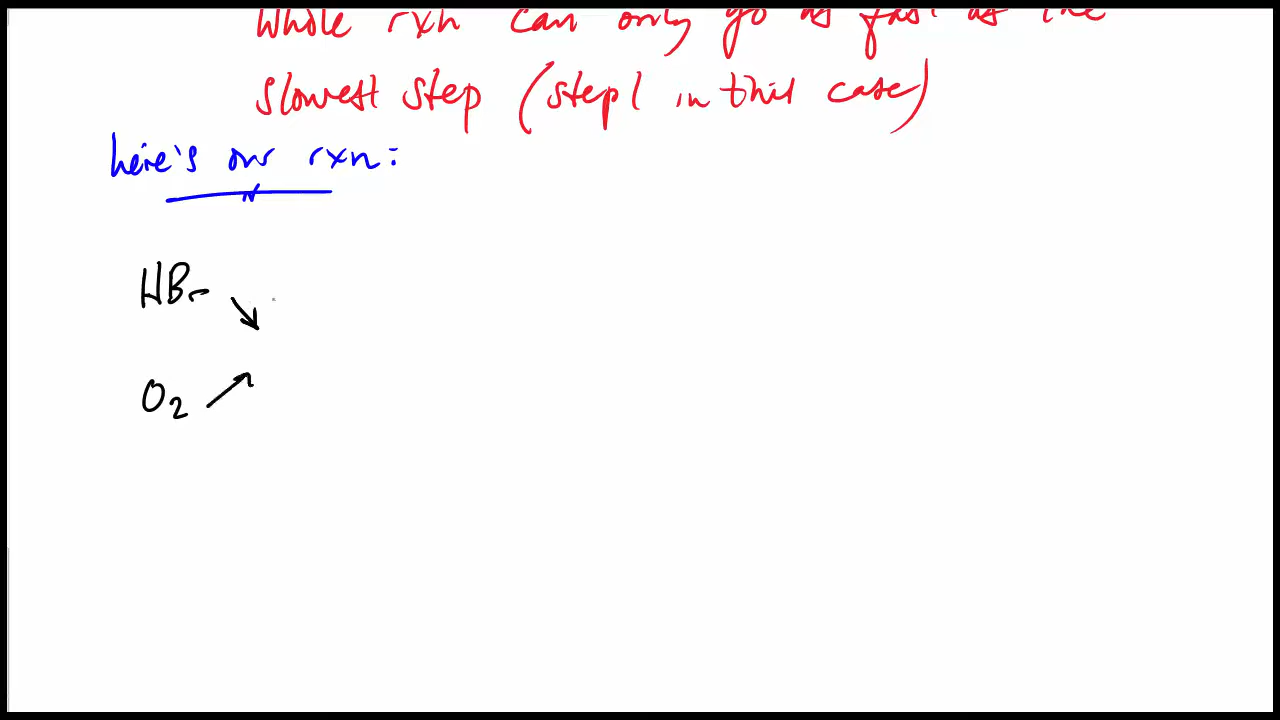 whole rxn can only go as fast as the
slowest step (step 1 in this case)
here's our rxn:
HBr
O2